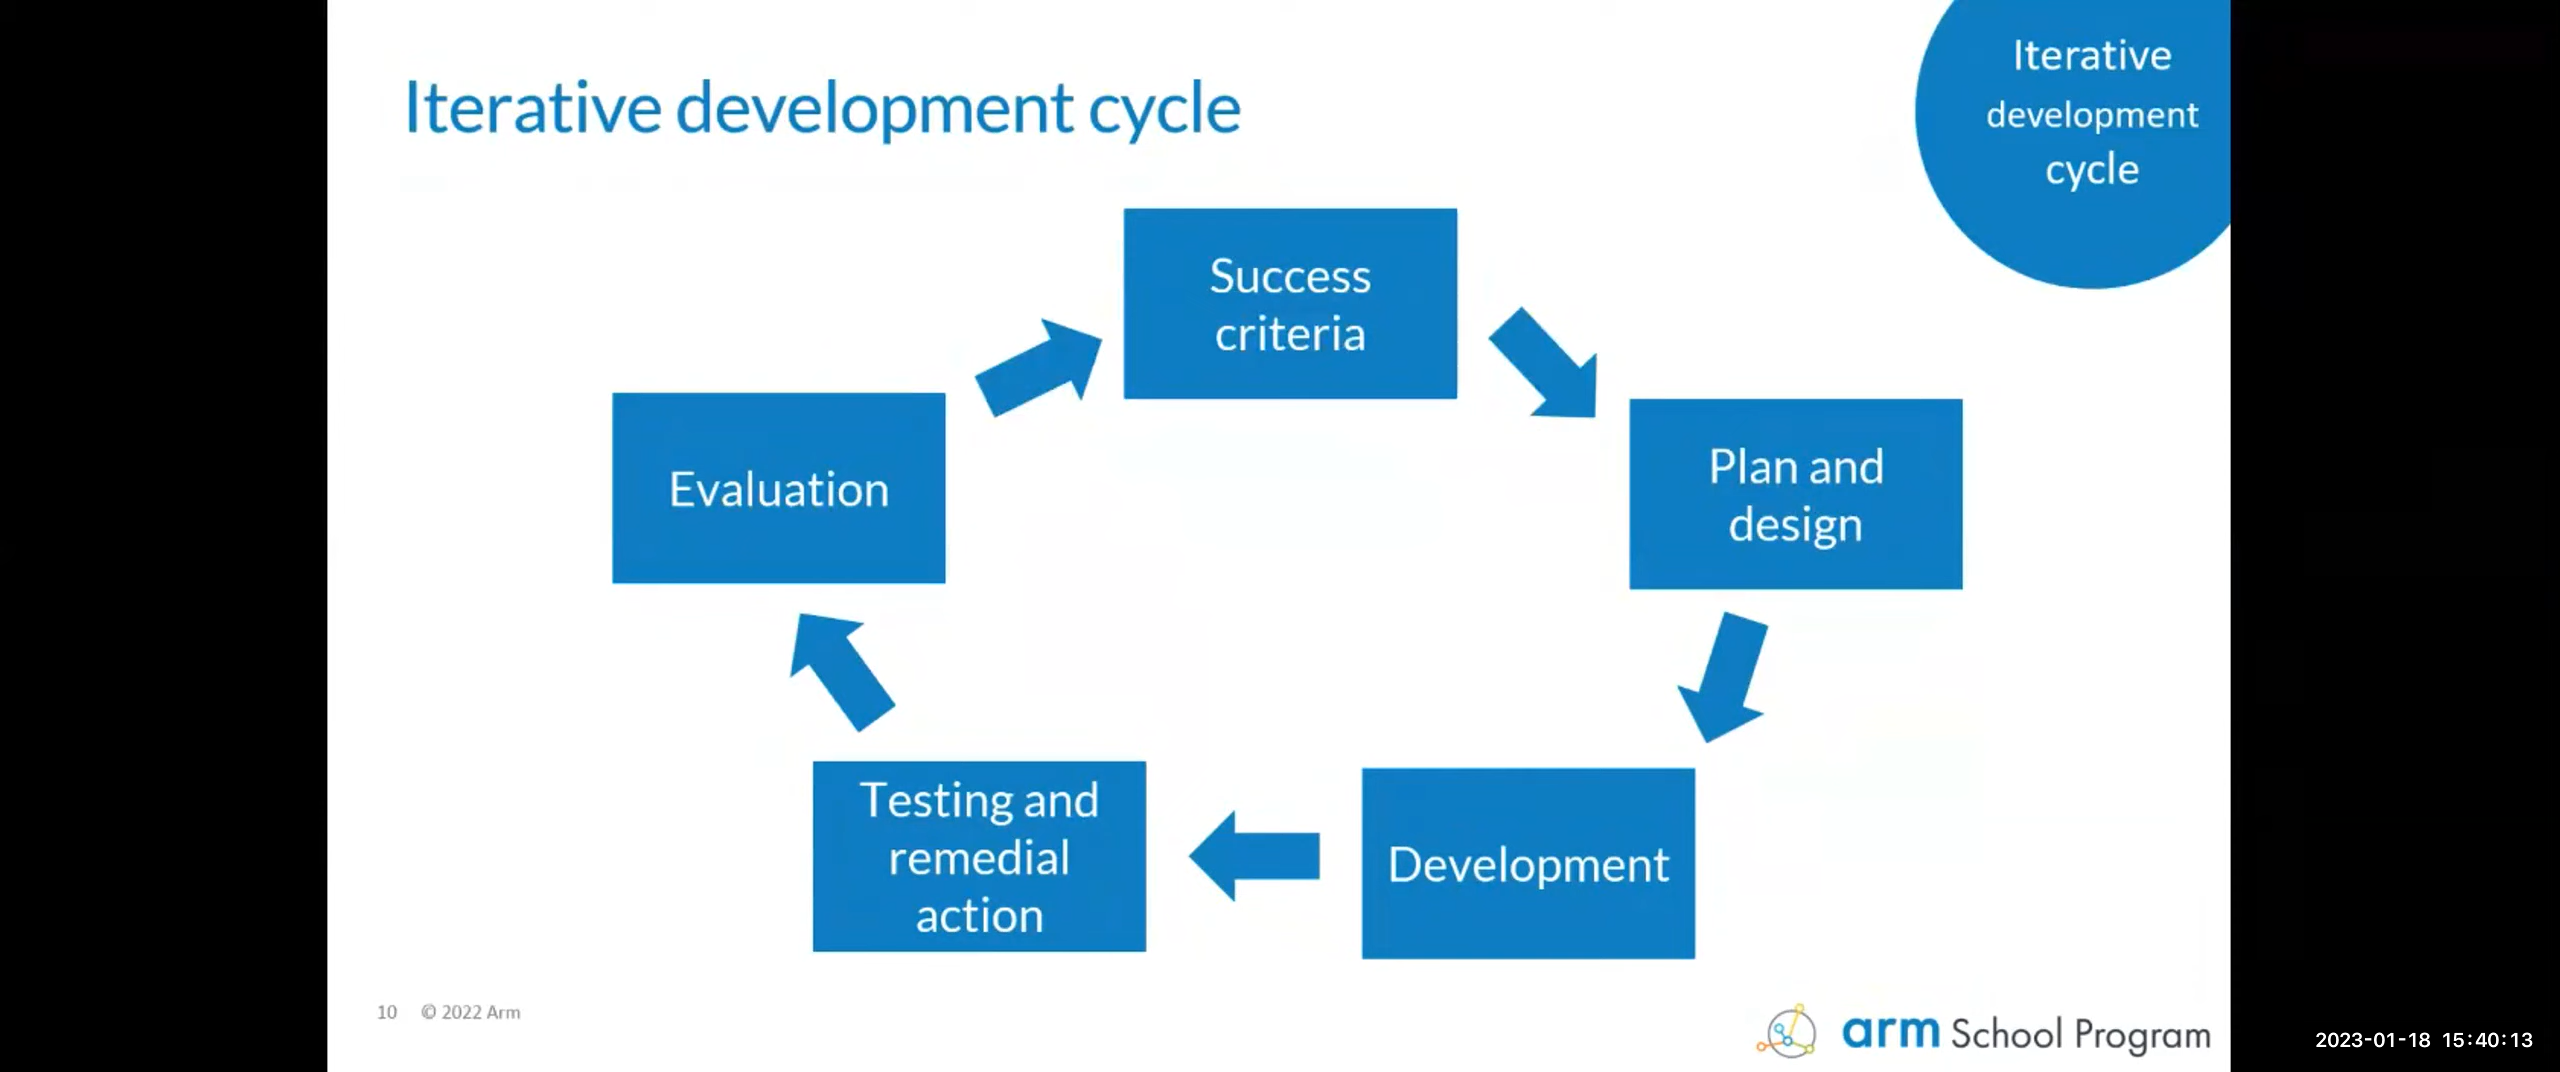 Iterative development cycle
Iterative
development
cycle
Success
criteria
Plan and
design
Development
Testing and
remedial
action
Evaluation
10 © 2022 Arm
arm School Program
2023-01-18 15:40:13